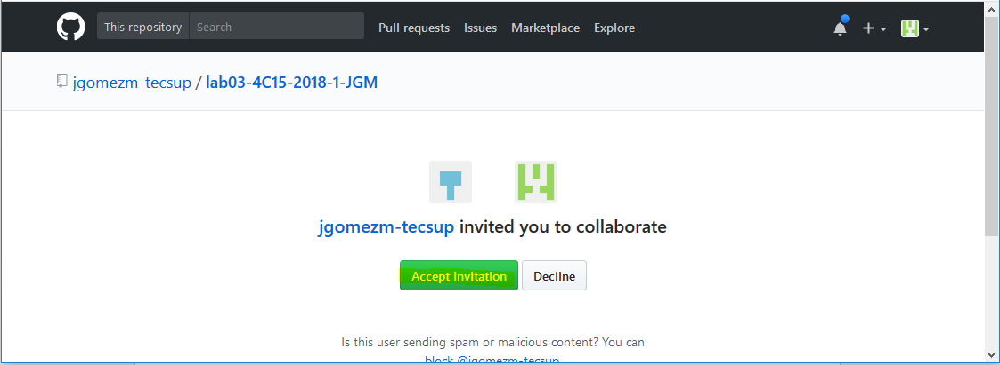 This repository Search Pull requests Issues Marketplace Explore
jgomezm-tecsup / lab03-4C15-2018-1-JGM
jgomezm-tecsup invited you to collaborate
Accept invitation Decline
Is this user sending spam or malicious content? You can
block @jgomezm-tecsup